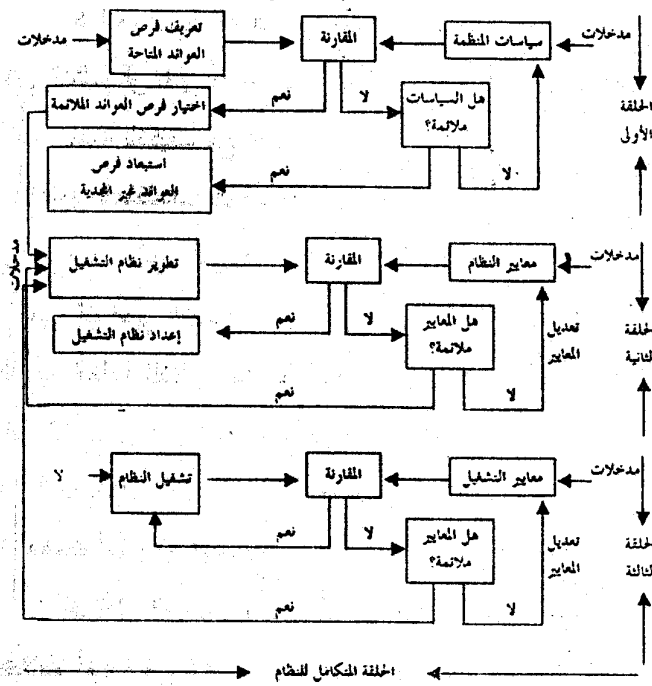 مدخلات
سياسات المنظمة
المقارنة
تعريف فرص
العوائد المتاحة
مدخلات
الحلقة
الأولى
هل السياسات
ملائمة؟
لا
نعم
اختيار فرص العوائد الملائمة
لا
نعم
استبعاد فرص
العوائد غير المجدية
مدخلات
معايير النظام
المقارنة
تطوير نظام التشغيل
مدخلات
الحلقة
الثانية
تعديل
المعايير
هل المعايير
ملائمة؟
لا
نعم
إعداد نظام التشغيل
لا
نعم
مدخلات
معايير التشغيل
المقارنة
تشغيل النظام
لا
الحلقة
الثالثة
تعديل
المعايير
هل المعايير
ملائمة؟
لا
نعم
لا
نعم
الحلقة المتكامل للنظام